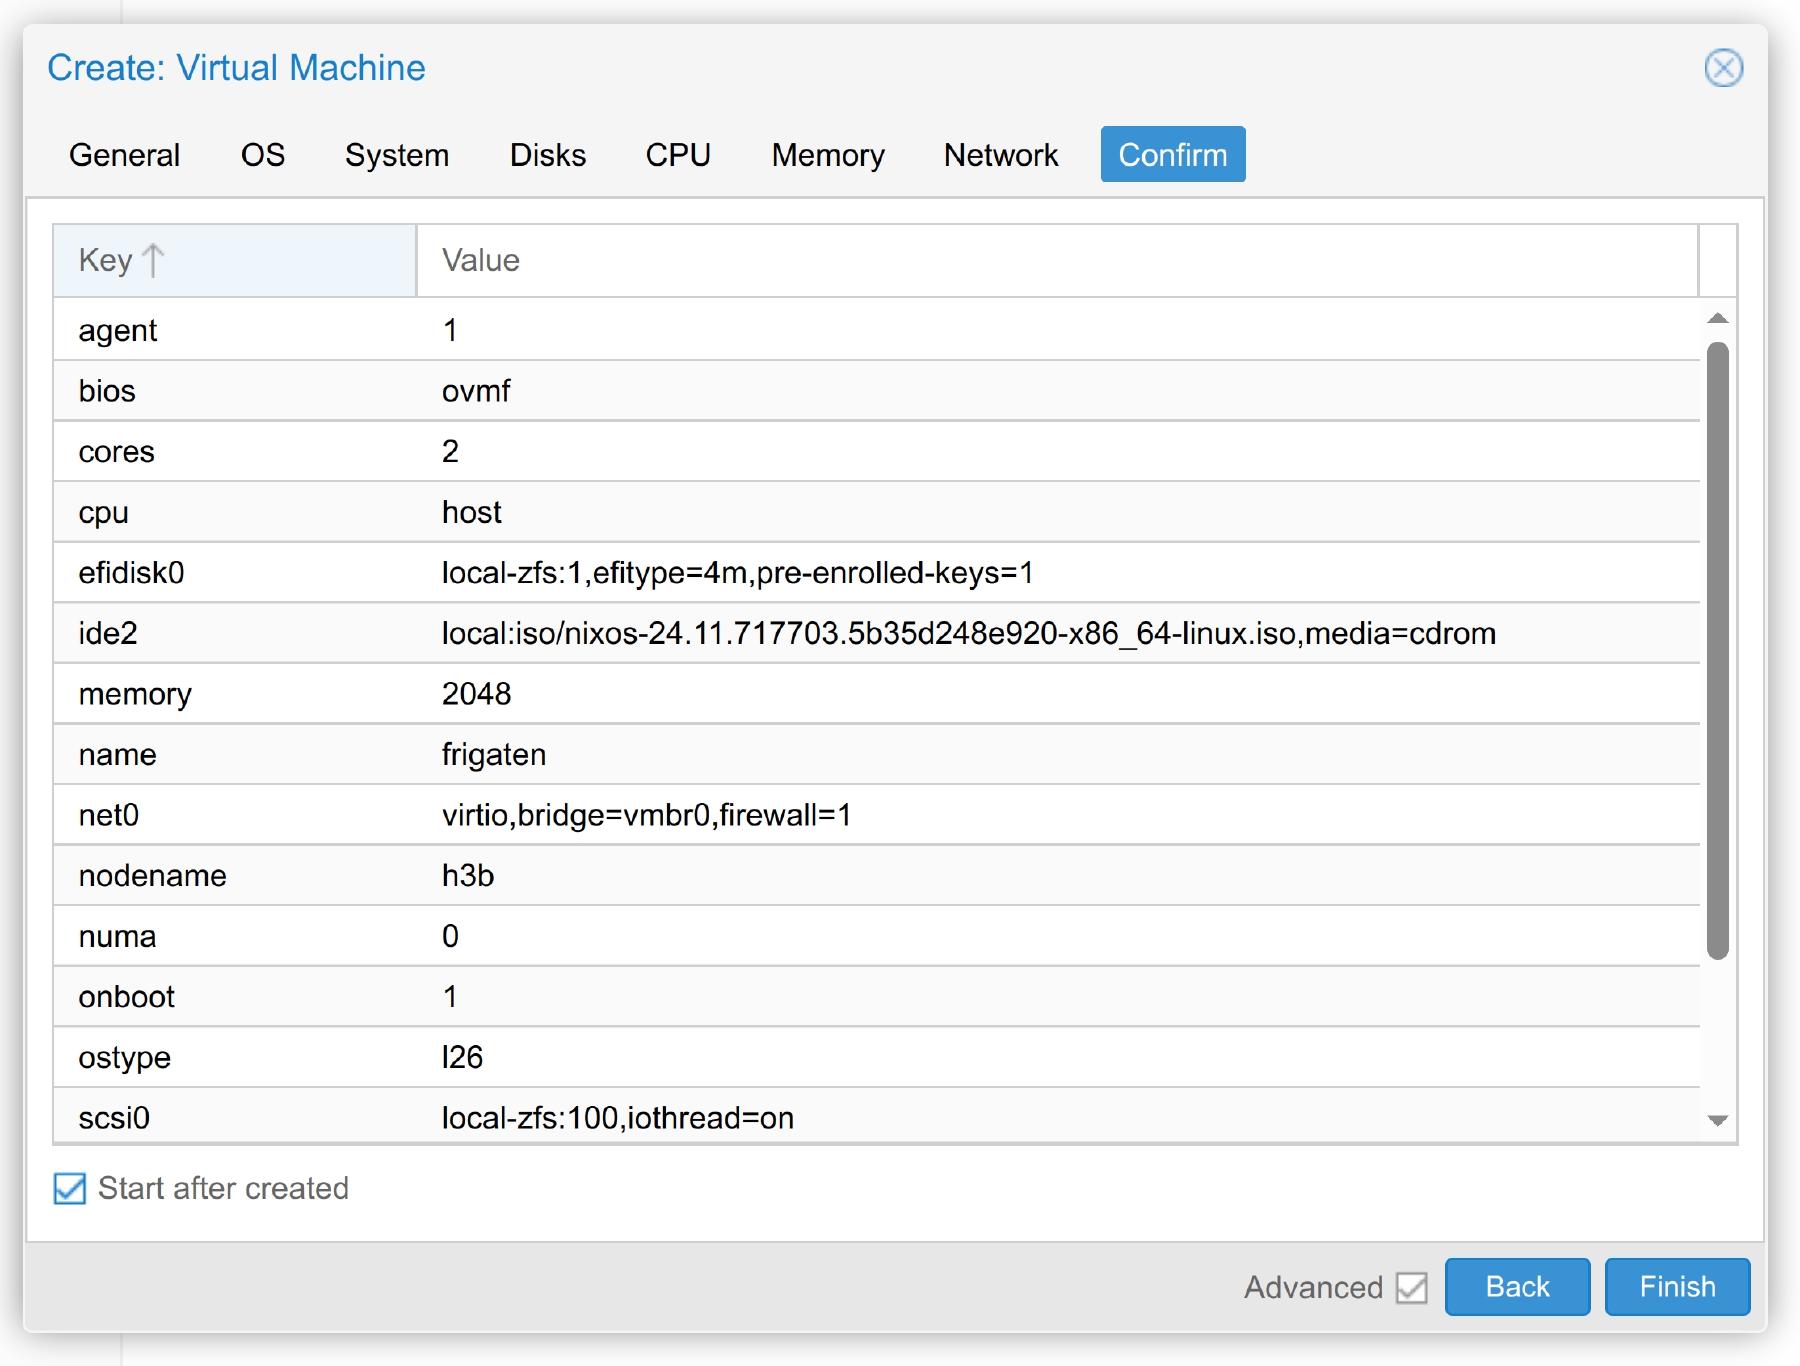 Create: Virtual Machine
General OS System Disks CPU Memory Network Confirm
Key Value
agent 1
bios ovmf
cores 2
cpu host
efidisk0 local-zfs:1,efitype=4m,pre-enrolled-keys=1
ide2 local:iso/nixos-24.11.717703.5b35d248e920-x86_64-linux.iso,media=cdrom
memory 2048
name frigaten
net0 virtio,bridge=vmbr0,firewall=1
nodename h3b
numa 0
onboot 1
ostype l26
scsi0 local-zfs:100,iothread=on
Start after created
Advanced Back Finish